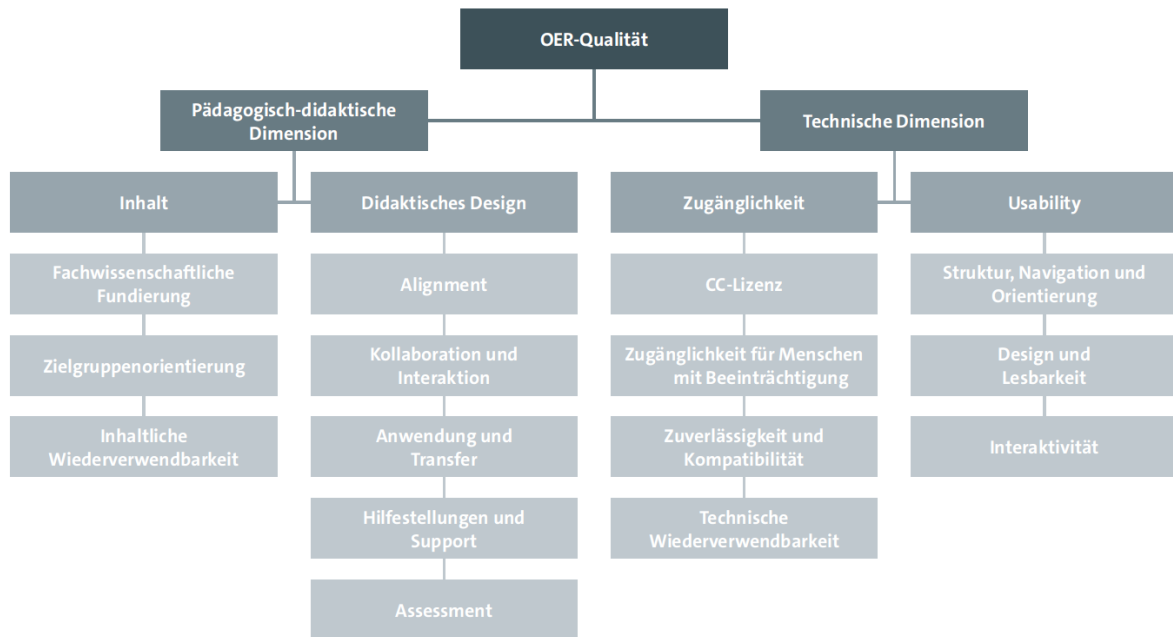 OER-Qualität
Pädagogisch-didaktische
Dimension
Technische Dimension
Inhalt
Didaktisches Design
Zugänglichkeit
Usability
Fachwissenschaftliche
Fundierung
Alignment
CC-Lizenz
Struktur, Navigation und
Orientierung
Zielgruppenorientierung
Kollaboration und
Interaktion
Zugänglichkeit für Menschen
mit Beeinträchtigung
Design und
Lesbarkeit
Inhaltliche
Wiederverwendbarkeit
Anwendung und
Transfer
Zuverlässigkeit und
Kompatibilität
Interaktivität
Hilfestellungen und
Support
Technische
Wiederverwendbarkeit
Assessment